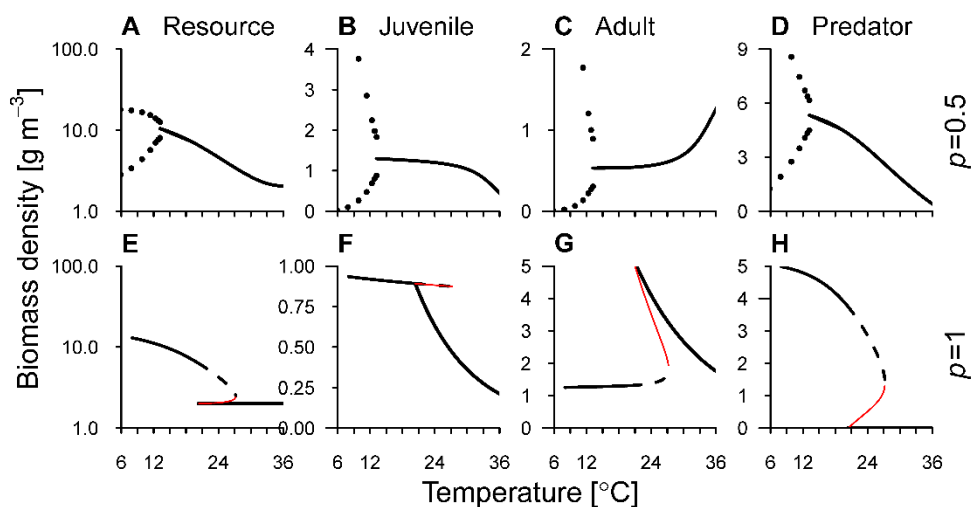 A Resource B Juvenile C Adult D Predator
100.0 4 2 9
3
10.0 2 1 6
1 3
1.0 0 0 0
p=0.5
E F G H
100.0 1.00 5 5
0.75 4 4
10.0 0.50 3 3
2 2
0.25 1 1
1.0 0.00 0 0
p=1
6 12 24 36 6 12 24 36 6 12 24 36 6 12 24 36
Temperature [°C]
Biomass density [g m⁻³]